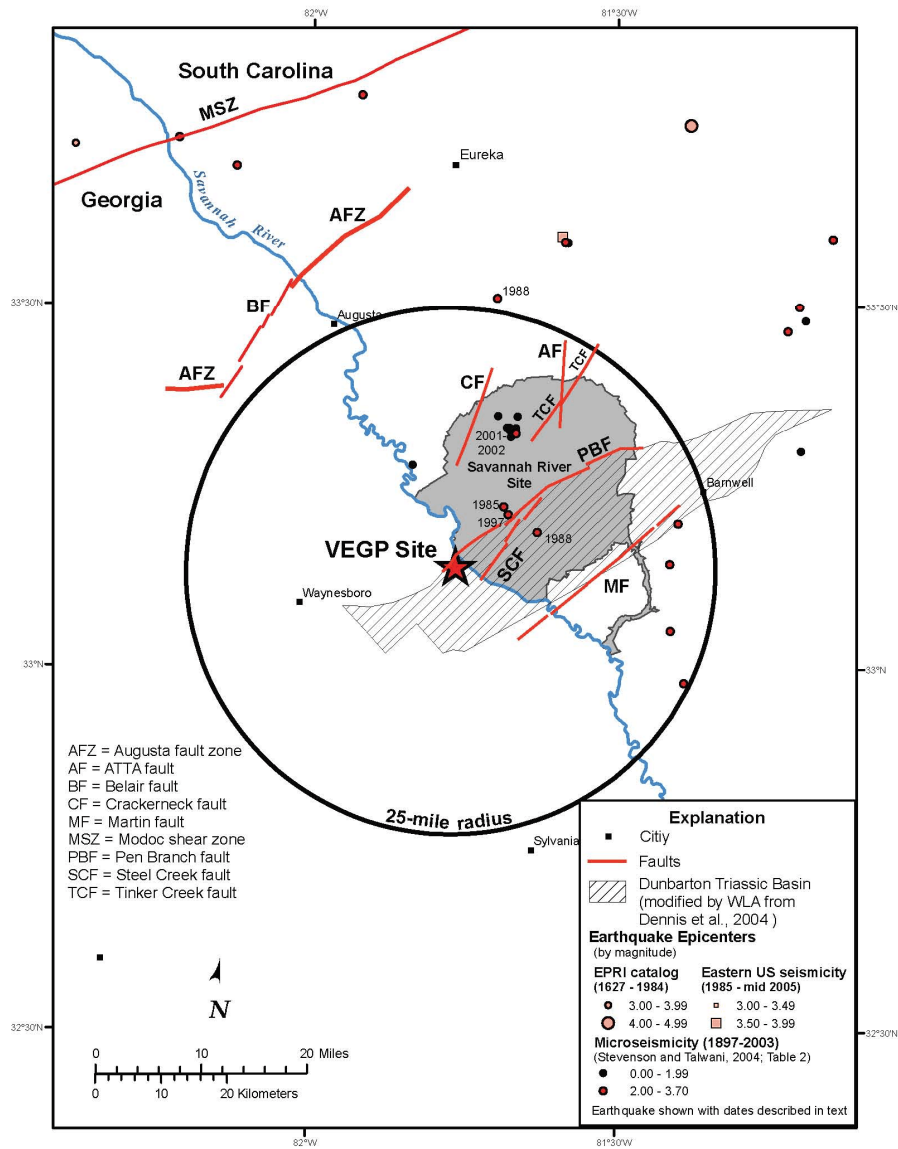 82°W
81°30'W
South Carolina
MSZ
Eureka
Georgia
Savannah
River
AFZ
1988
33°30'N
33°30'N
BF
Augusta
AF
TCF
AFZ
CF
TCF
2001
2002
PBF
Savannah River
Site
Barnwell
1985
1997
1988
VEGP Site
SCF
MF
Waynesboro
33°N
33°N
AFZ = Augusta fault zone
AF = ATTA fault
BF = Belair fault
CF = Crackerneck fault
MF = Martin fault
MSZ = Modoc shear zone
PBF = Pen Branch fault
SCF = Steel Creek fault
TCF = Tinker Creek fault
25-mile radius
Sylvania
Explanation
Citiy
Faults
Dunbarton Triassic Basin
(modified by WLA from
Dennis et al., 2004 )
Earthquake Epicenters
(by magnitude)
EPRI catalog
(1627 - 1984)
3.00 - 3.99
4.00 - 4.99
Eastern US seismicity
(1985 - mid 2005)
3.00 - 3.49
3.50 - 3.99
Microseismicity (1897-2003)
(Stevenson and Talwani, 2004; Table 2)
0.00 - 1.99
2.00 - 3.70
Earthquake shown with dates described in text
N
32°30'N
32°30'N
0 10 20 Miles
0 10 20 Kilometers
82°W
81°30'W